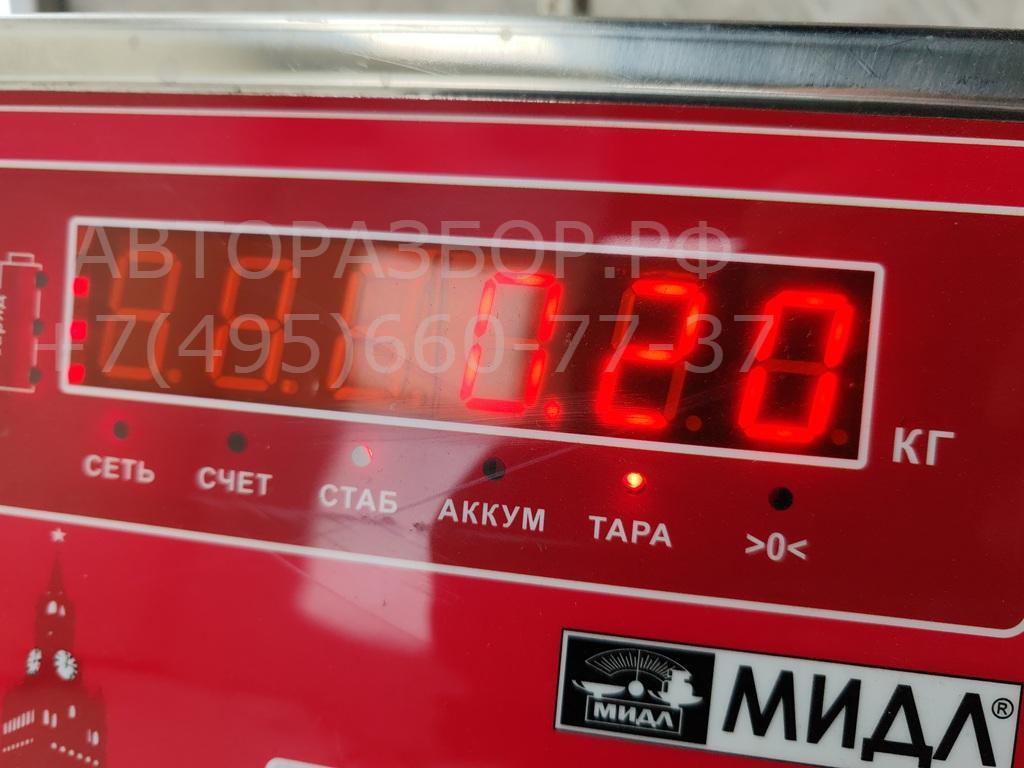 АВТОРАЗБОР.РФ
+7(495)660-77-37
0.20
КГ
СЕТЬ СЧЕТ СТАБ АККУМ ТАРА >0<
МИДЛ МИДЛ®